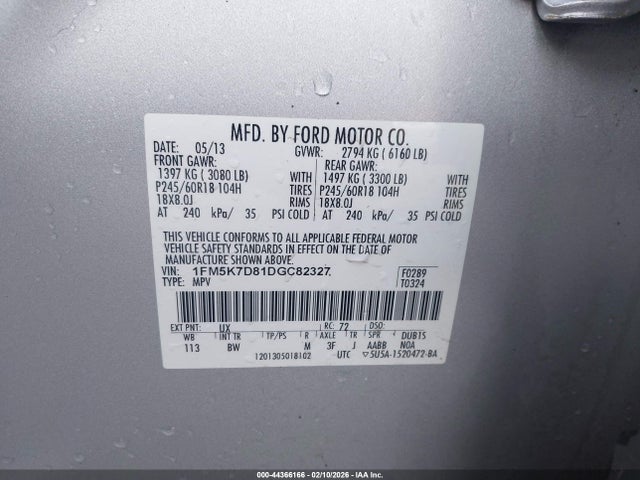 MFD. BY FORD MOTOR CO.
DATE: 05/13 GVWR: 2794 KG ( 6160 LB)
FRONT GAWR: REAR GAWR:
1397 KG ( 3080 LB) WITH 1497 KG ( 3300 LB) WITH
P245/60R18 104H TIRES P245/60R18 104H TIRES
18X8.0J RIMS 18X8.0J RIMS
AT 240 kPa/ 35 PSI COLD AT 240 kPa/ 35 PSI COLD
THIS VEHICLE CONFORMS TO ALL APPLICABLE FEDERAL MOTOR
VEHICLE SAFETY STANDARDS IN EFFECT ON THE DATE OF
MANUFACTURE SHOWN ABOVE.
VIN: 1FM5K7D81DGC82327 F0289
TYPE: MPV T0324
EXT PNT: UX RC: 72 DSO:
WB INT TR TP/PS R AXLE TR SPR DUB15
113 BW M 3F J AABB N0A
1201305018102 UTC ▽5U5A-1520472-BA
000-44366166 - 02/10/2026 - IAA Inc.